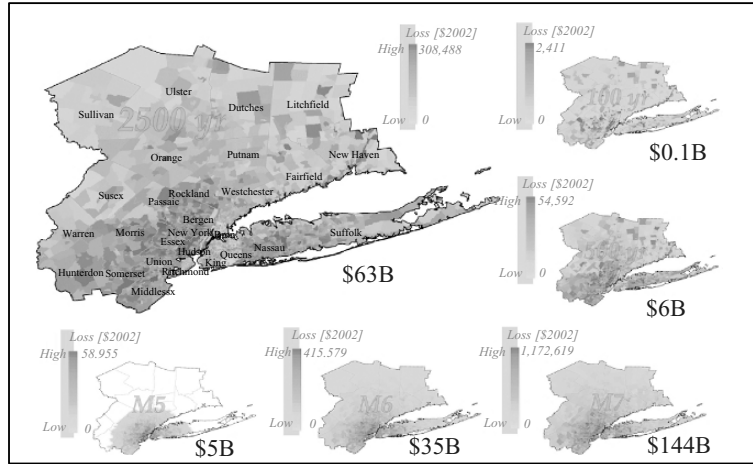 Loss [$2002]
High 308,488
Low 0
2500 yr
Sullivan
Ulster
Dutches
Litchfield
Orange
Putnam
New Haven
Fairfield
Susex
Passaic
Rockland
Westchester
Bergen
Warren
Morris
New York
Essex
Hudson
Suffolk
Nassau
Queens
King
Union
Richmond
Hunterdon
Somerset
Middlessx
$63B
Loss [$2002]
High 2,411
Low 0
100 yr
$0.1B
Loss [$2002]
High 54,592
Low 0
$6B
Loss [$2002]
High 58.955
Low 0
M5
$5B
Loss [$2002]
High 415.579
Low 0
M6
$35B
Loss [$2002]
High 1,172,619
Low 0
M7
$144B